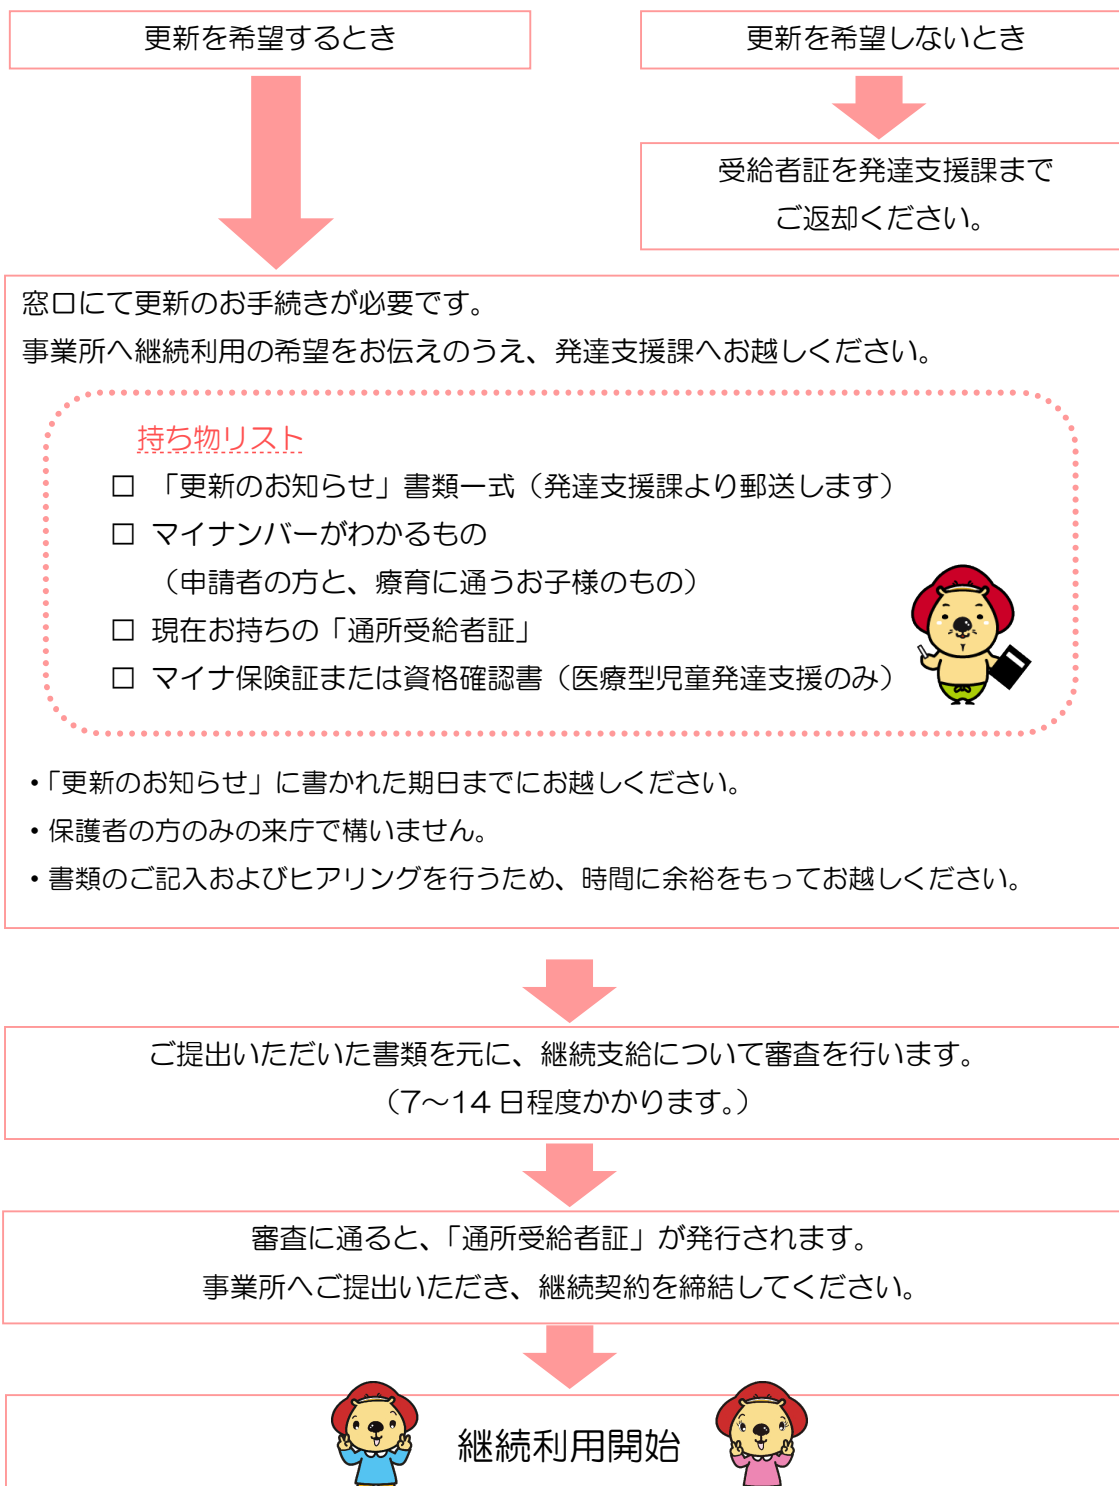 更新を希望するとき
更新を希望しないとき
受給者証を発達支援課まで
ご返却ください。
窓口にて更新のお手続きが必要です。
事業所へ継続利用の希望をお伝えのうえ、発達支援課へお越しください。
持ち物リスト
□ 「更新のお知らせ」書類一式（発達支援課より郵送します）
□ マイナンバーがわかるもの
（申請者の方と、療育に通うお子様のもの）
□ 現在お持ちの「通所受給者証」
□ マイナ保険証または資格確認書（医療型児童発達支援のみ）
・「更新のお知らせ」に書かれた期日までにお越しください。
・保護者の方のみの来庁で構いません。
・書類のご記入およびヒアリングを行うため、時間に余裕をもってお越しください。
ご提出いただいた書類を元に、継続支給について審査を行います。
（7～14 日程度かかります。）
審査に通ると、「通所受給者証」が発行されます。
事業所へご提出いただき、継続契約を締結してください。
継続利用開始